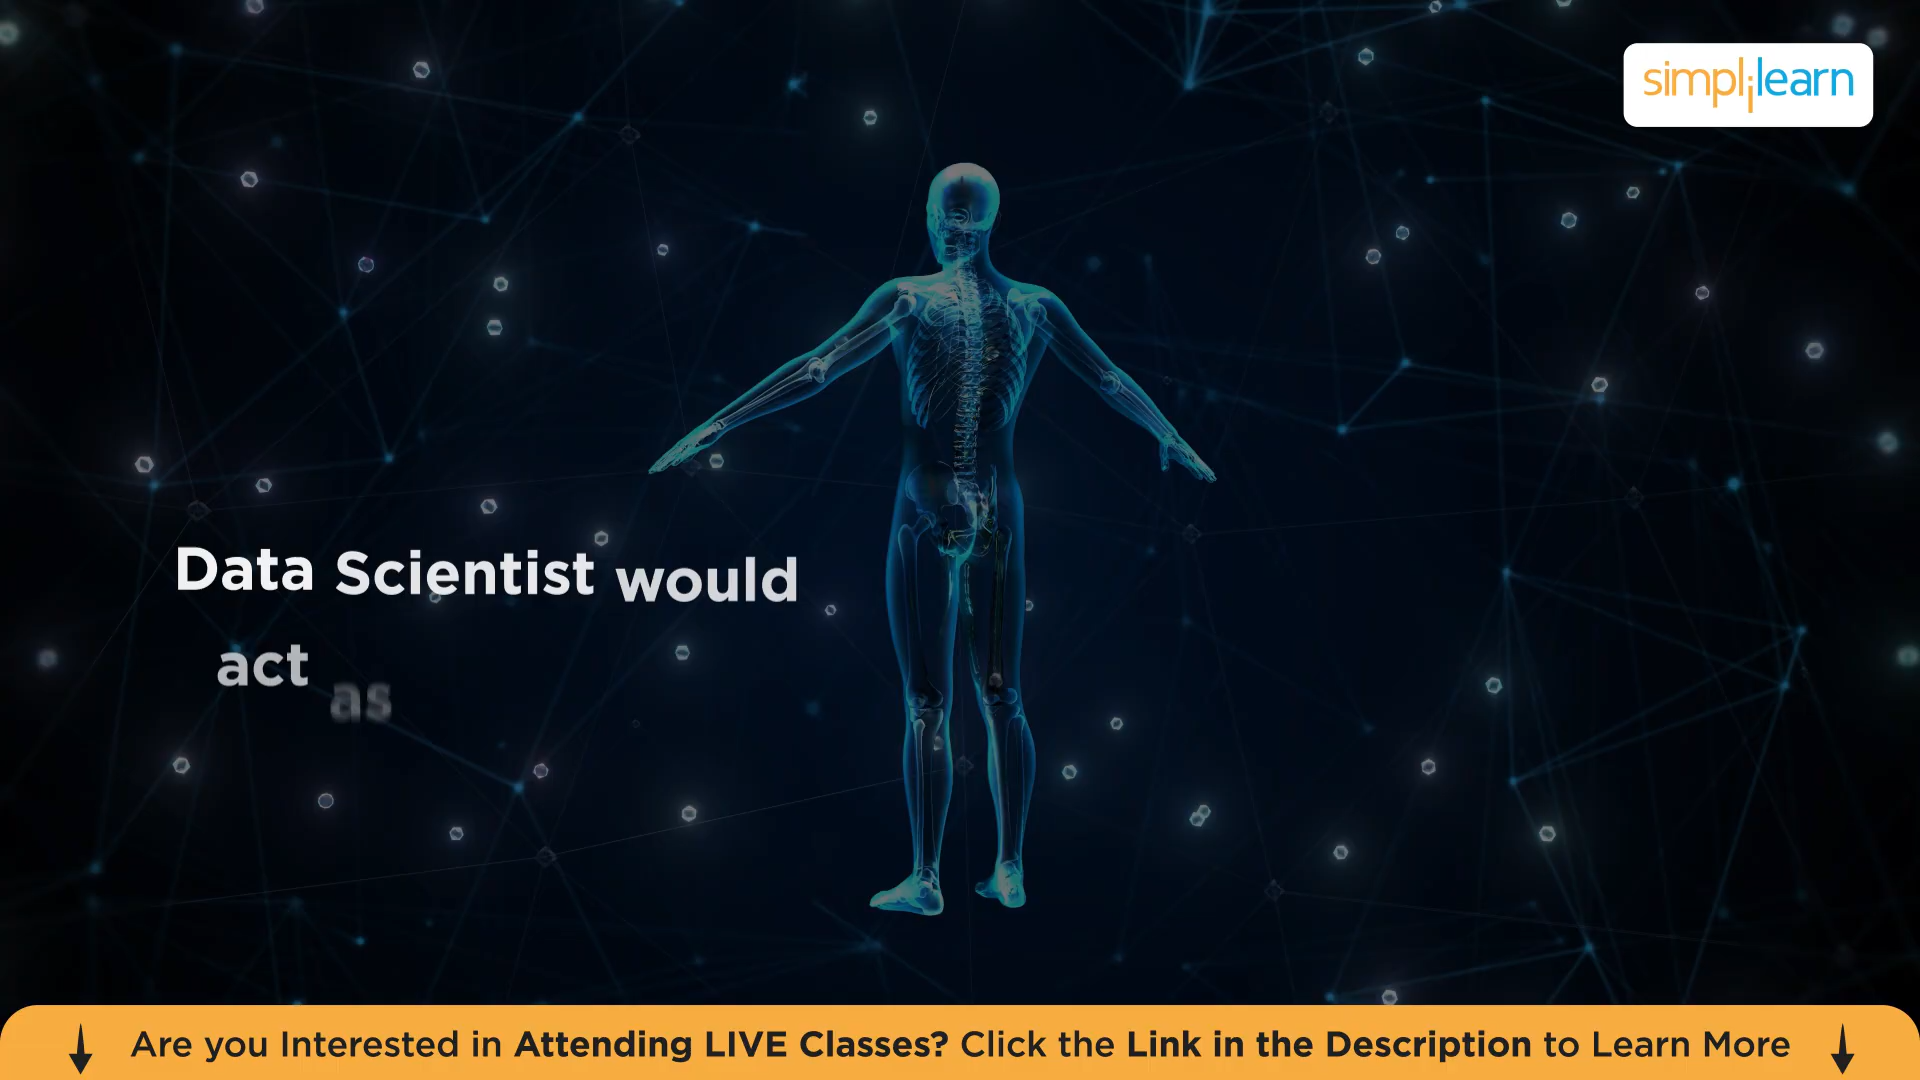 simplilearn
Data Scientist would
act as
Are you Interested in Attending LIVE Classes? Click the Link in the Description to Learn More